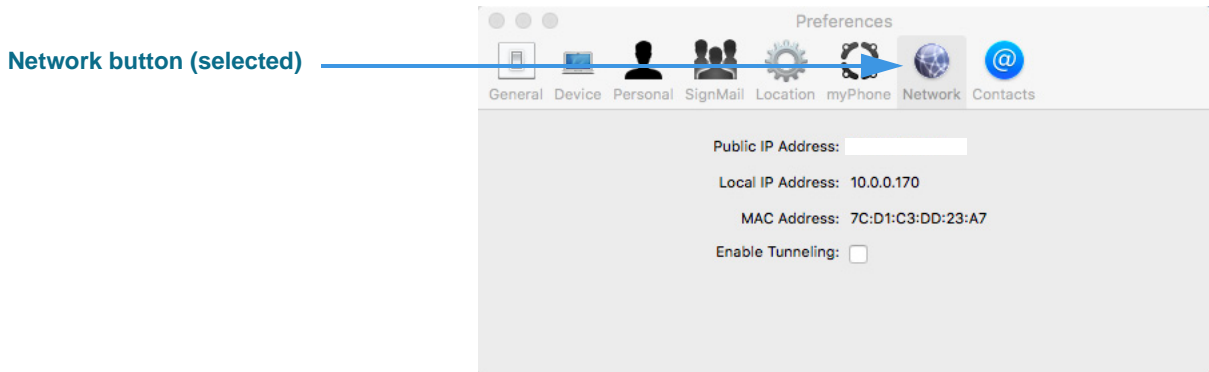 Preferences
Network button (selected)
General Device Personal SignMail Location myPhone Network Contacts
Public IP Address:
Local IP Address: 10.0.0.170
MAC Address: 7C:D1:C3:DD:23:A7
Enable Tunneling: